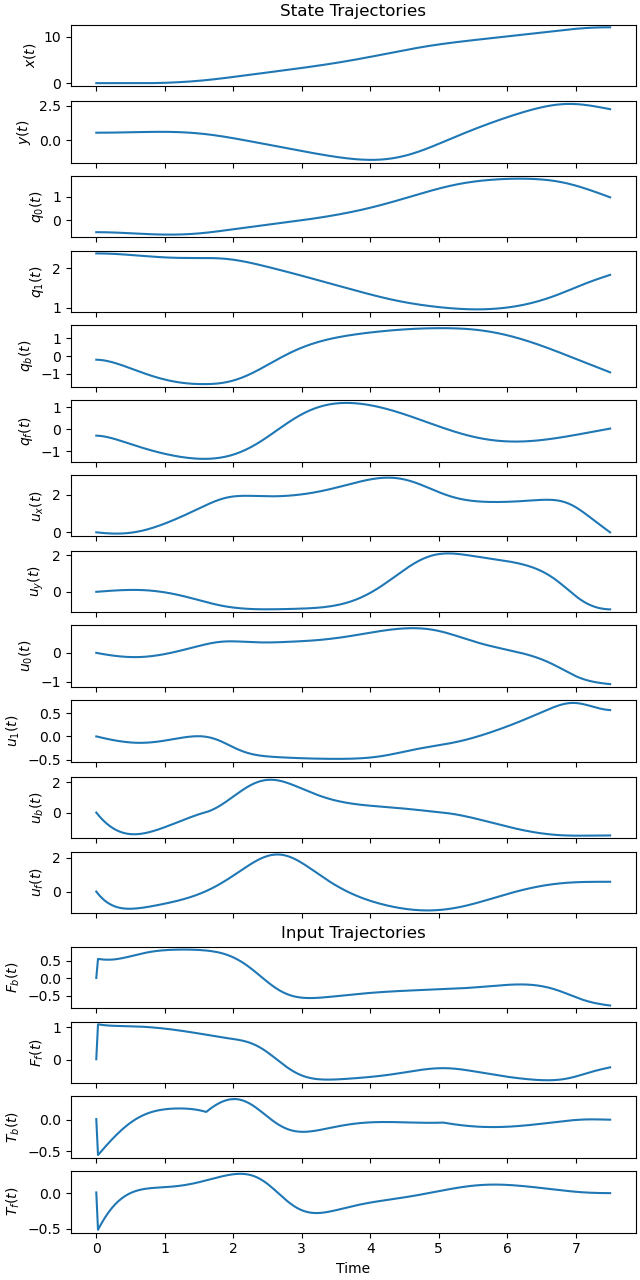 State Trajectories
x(t)
10
0
y(t)
2.5
0.0
q₀(t)
1
0
q₁(t)
2
1
q_b(t)
1
0
−1
q_f(t)
1
0
−1
u_x(t)
2
0
u_y(t)
2
0
u₀(t)
0
−1
u₁(t)
0.5
0.0
−0.5
u_b(t)
2
0
u_f(t)
2
0
Input Trajectories
F_b(t)
0.5
0.0
−0.5
F_f(t)
1
0
T_b(t)
0.0
−0.5
T_f(t)
0.0
−0.5
0 1 2 3 4 5 6 7
Time